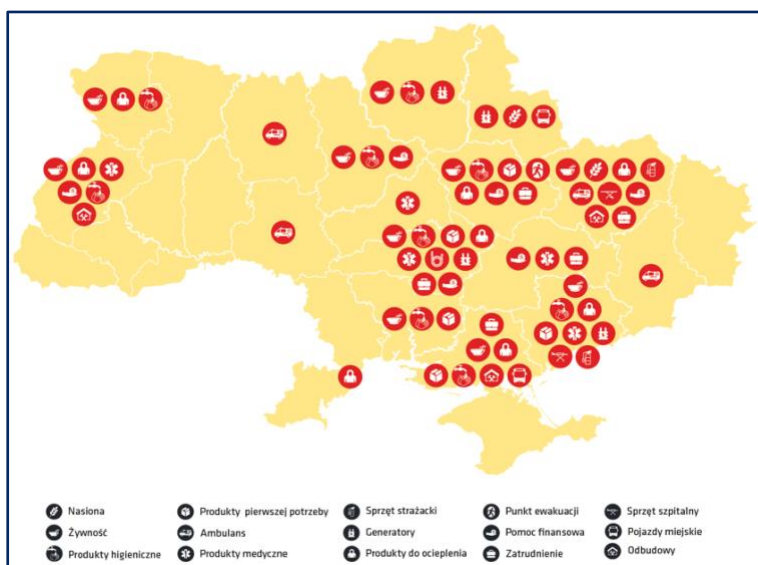 Nasiona
Produkty pierwszej potrzeby
Sprzęt strażacki
Punkt ewakuacji
Sprzęt szpitalny
Żywność
Ambulans
Generatory
Pomoc finansowa
Pojazdy miejskie
Produkty higieniczne
Produkty medyczne
Produkty do ocieplenia
Zatrudnienie
Odbudowy